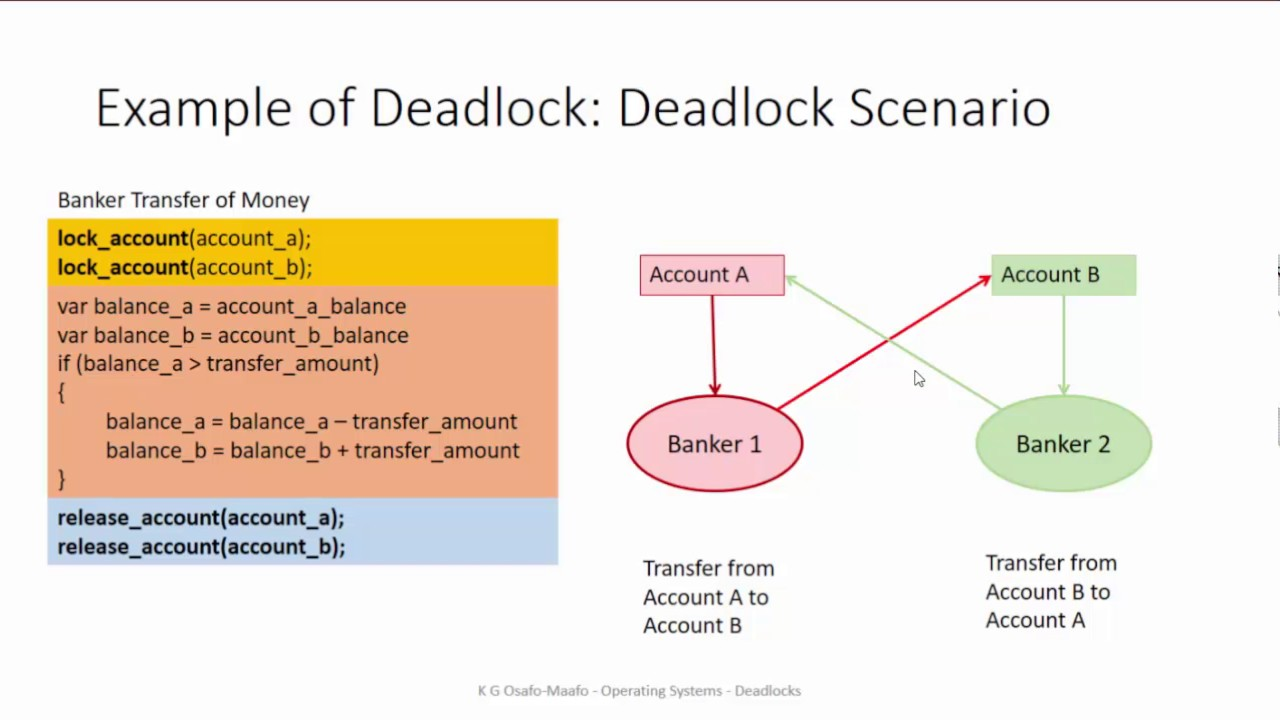 Example of Deadlock: Deadlock Scenario
Banker Transfer of Money
lock_account(account_a);
lock_account(account_b);
var balance_a = account_a_balance
var balance_b = account_b_balance
if (balance_a > transfer_amount)
{
balance_a = balance_a – transfer_amount
balance_b = balance_b + transfer_amount
}
release_account(account_a);
release_account(account_b);
Account A
Account B
Banker 1
Banker 2
Transfer from
Account A to
Account B
Transfer from
Account B to
Account A
K G Osafo-Maafo - Operating Systems - Deadlocks